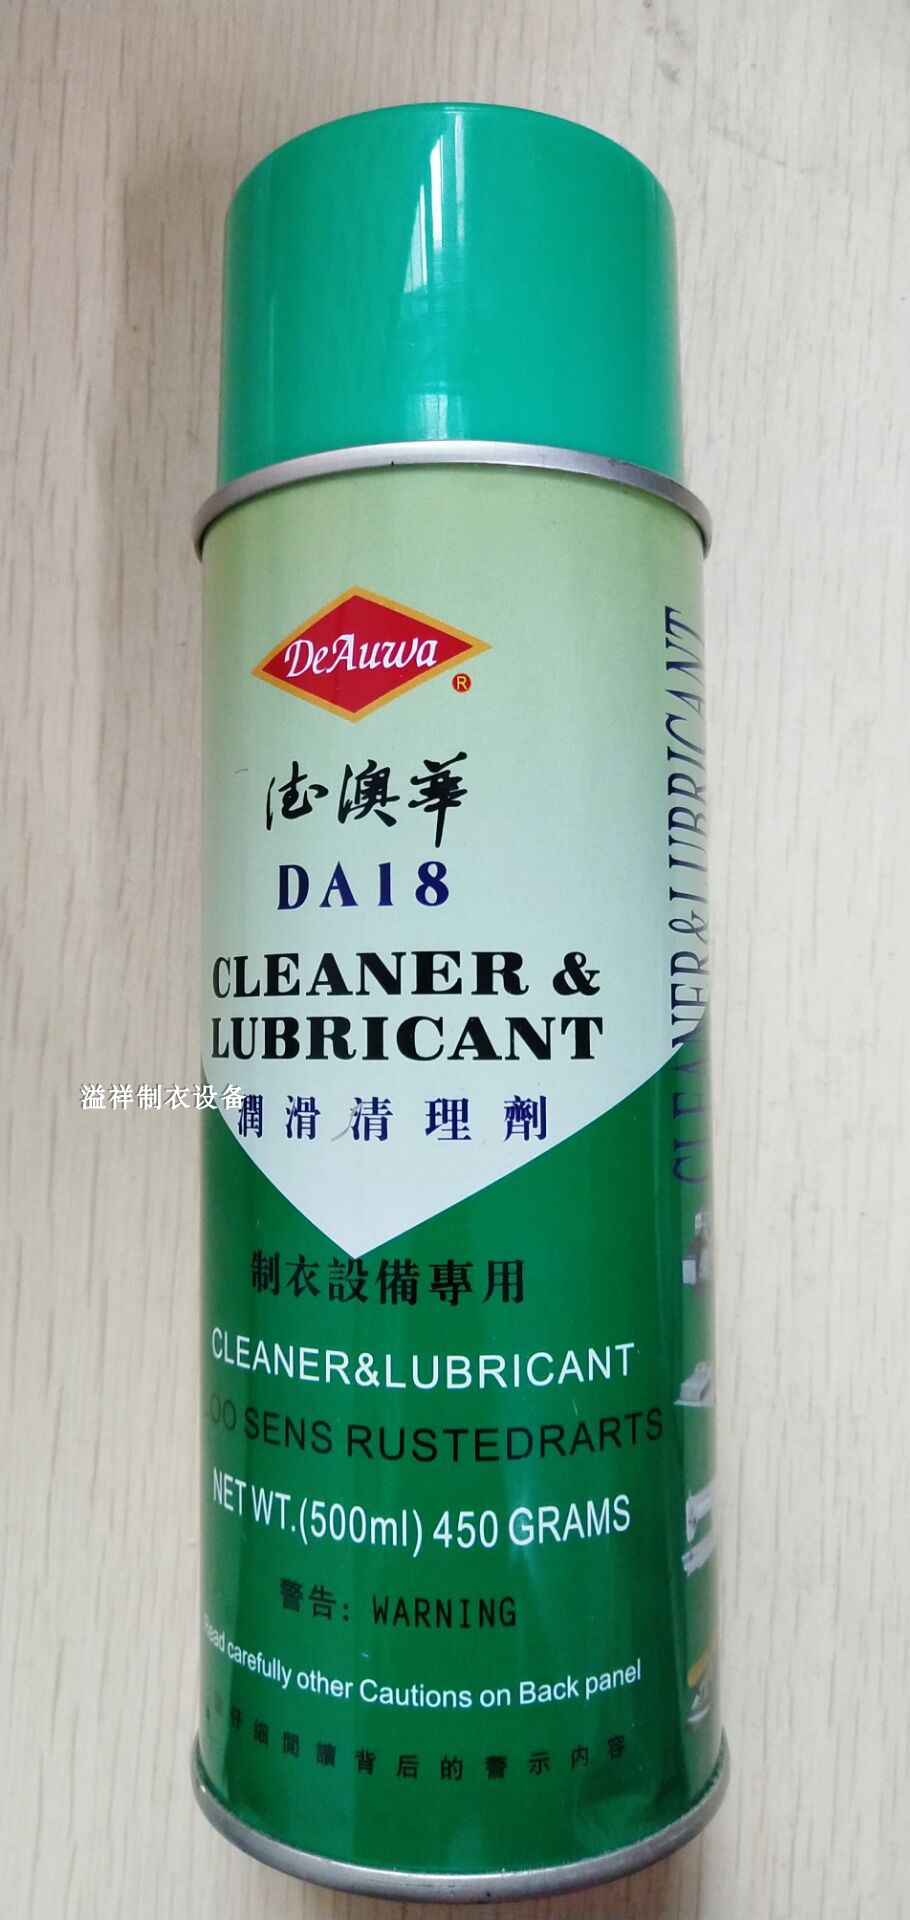 DeAuwa
®
德澳華
DA18
CLEANER &
LUBRICANT
潤滑清理劑
溢祥制衣设备
制衣設備專用
CLEANER&LUBRICANT
OO SENS RUSTEDRARTS
NET WT.(500ml) 450 GRAMS
警告: WARNING
Read carefully other Cautions on Back panel
仔細閱讀背后的警示内容
CLEANER&LUBRICANT